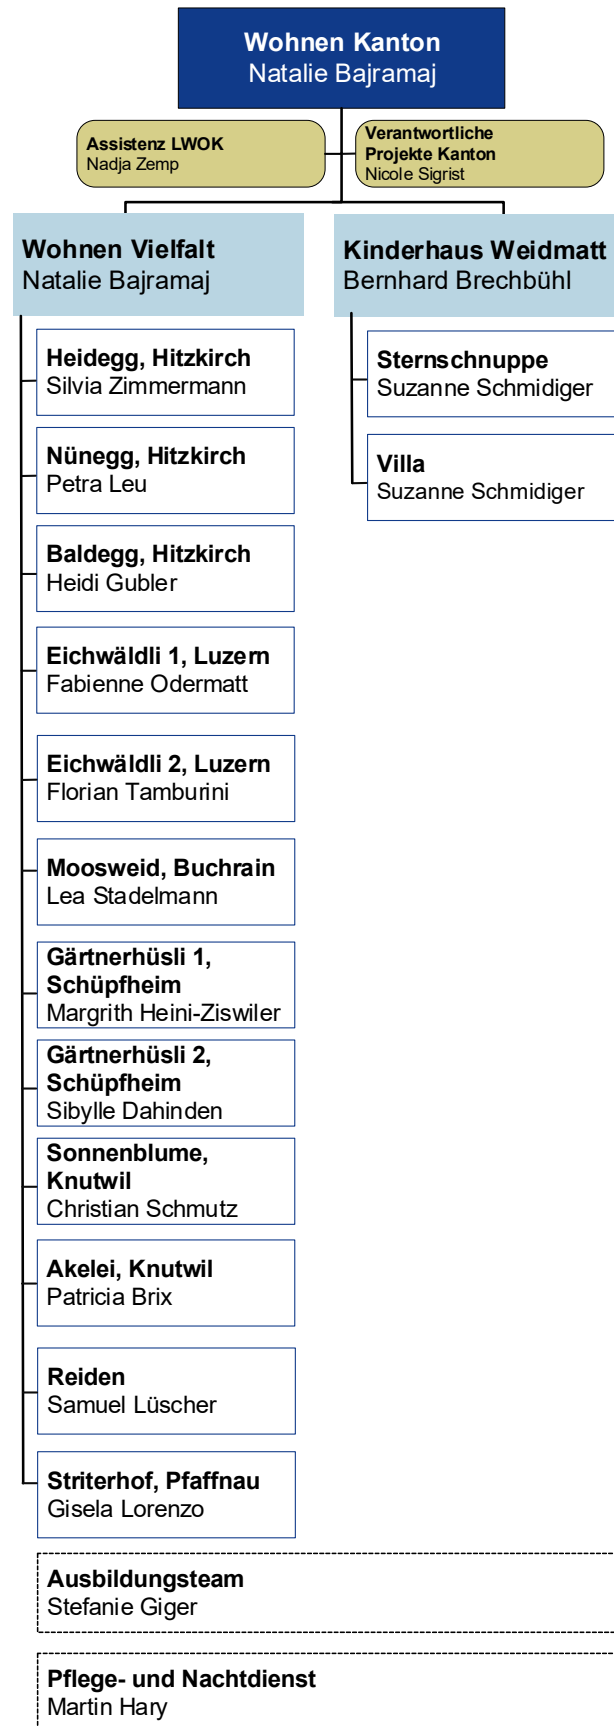 Wohnen Kanton
Natalie Bajramaj
Assistenz LWOK
Nadja Zemp
Verantwortliche
Projekte Kanton
Nicole Sigrist
Wohnen Vielfalt
Natalie Bajramaj
Kinderhaus Weidmatt
Bernhard Brechbühl
Heidegg, Hitzkirch
Silvia Zimmermann
Nünegg, Hitzkirch
Petra Leu
Baldegg, Hitzkirch
Heidi Gubler
Eichwäldli 1, Luzern
Fabienne Odermatt
Eichwäldli 2, Luzern
Florian Tamburini
Moosweid, Buchrain
Lea Stadelmann
Gärtnerhüsli 1,
Schüpfheim
Margrith Heini-Ziswiler
Gärtnerhüsli 2,
Schüpfheim
Sibylle Dahinden
Sonnenblume,
Knutwil
Christian Schmutz
Akelei, Knutwil
Patricia Brix
Reiden
Samuel Lüscher
Striterhof, Pfaffnau
Gisela Lorenzo
Sternschnuppe
Suzanne Schmidiger
Villa
Suzanne Schmidiger
Ausbildungsteam
Stefanie Giger
Pflege- und Nachtdienst
Martin Hary